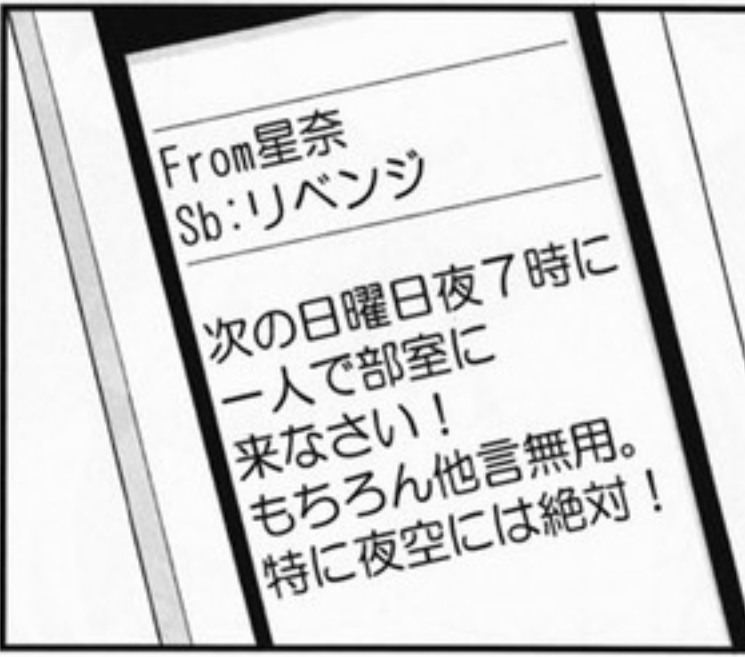 From星奈
Sb:リベンジ
次の日曜日夜7時に
一人で部室に
来なさい！
もちろん他言無用。
特に夜空には絶対！